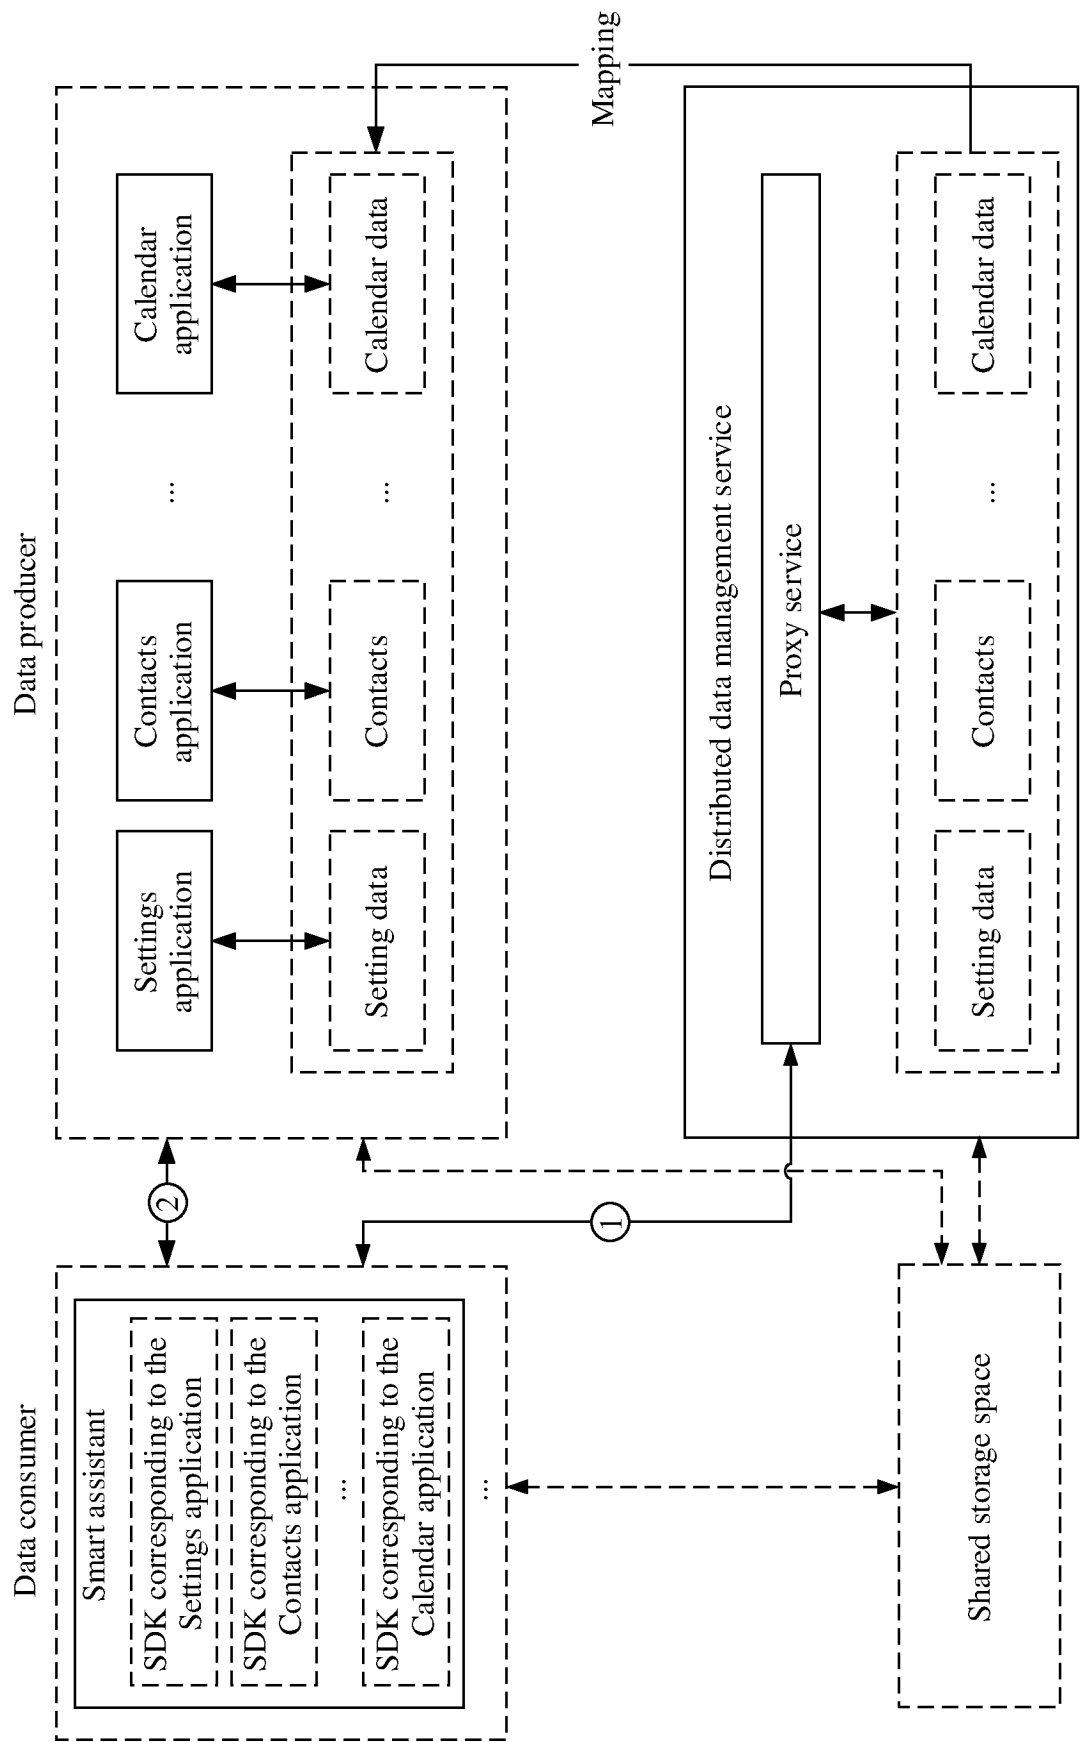 Data consumer
Smart assistant
SDK corresponding to the
Settings application
SDK corresponding to the
Contacts application
...
SDK corresponding to the
Calendar application
...
2
1
Data producer
Settings
application
Contacts
application
...
Calendar
application
Setting data
Contacts
...
Calendar data
Mapping
Shared storage space
Distributed data management service
Proxy service
Setting data
Contacts
...
Calendar data